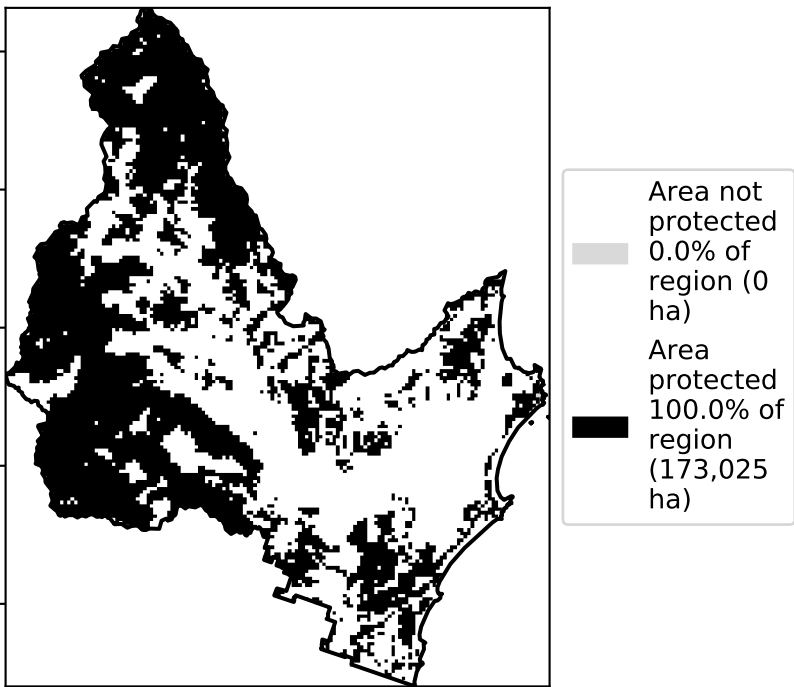 Area not
protected
0.0% of
region (0
ha)
Area
protected
100.0% of
region
(173,025
ha)